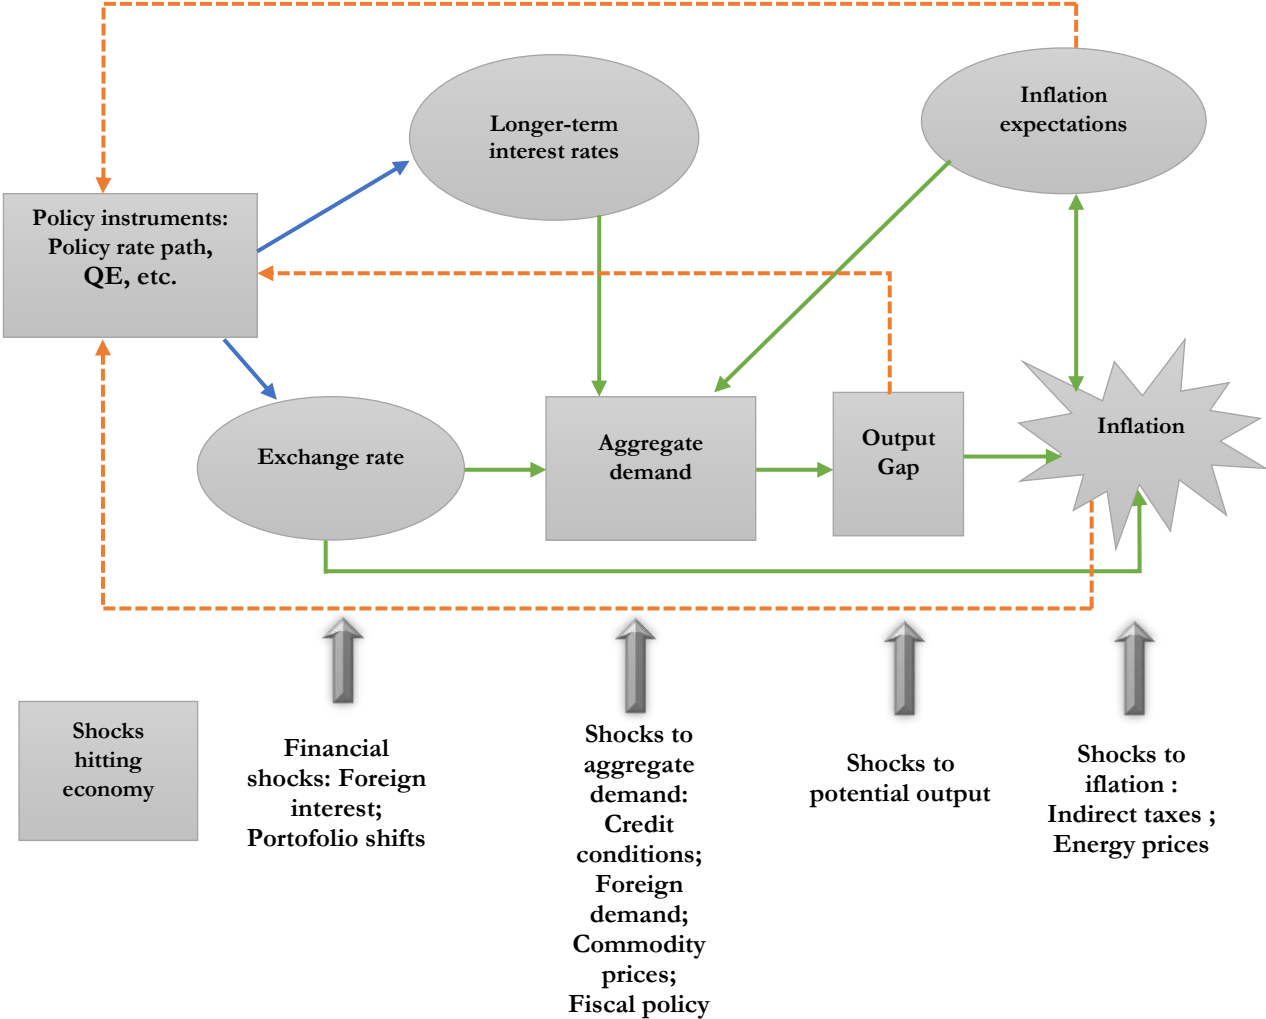 Longer-term
interest rates
Inflation
expectations
Policy instruments:
Policy rate path,
QE, etc.
Exchange rate
Aggregate
demand
Output
Gap
Inflation
Shocks
hitting
economy
Financial
shocks: Foreign
interest;
Portofolio shifts
Shocks to
aggregate
demand:
Credit
conditions;
Foreign
demand;
Commodity
prices;
Fiscal policy
Shocks to
potential output
Shocks to
iflation :
Indirect taxes ;
Energy prices